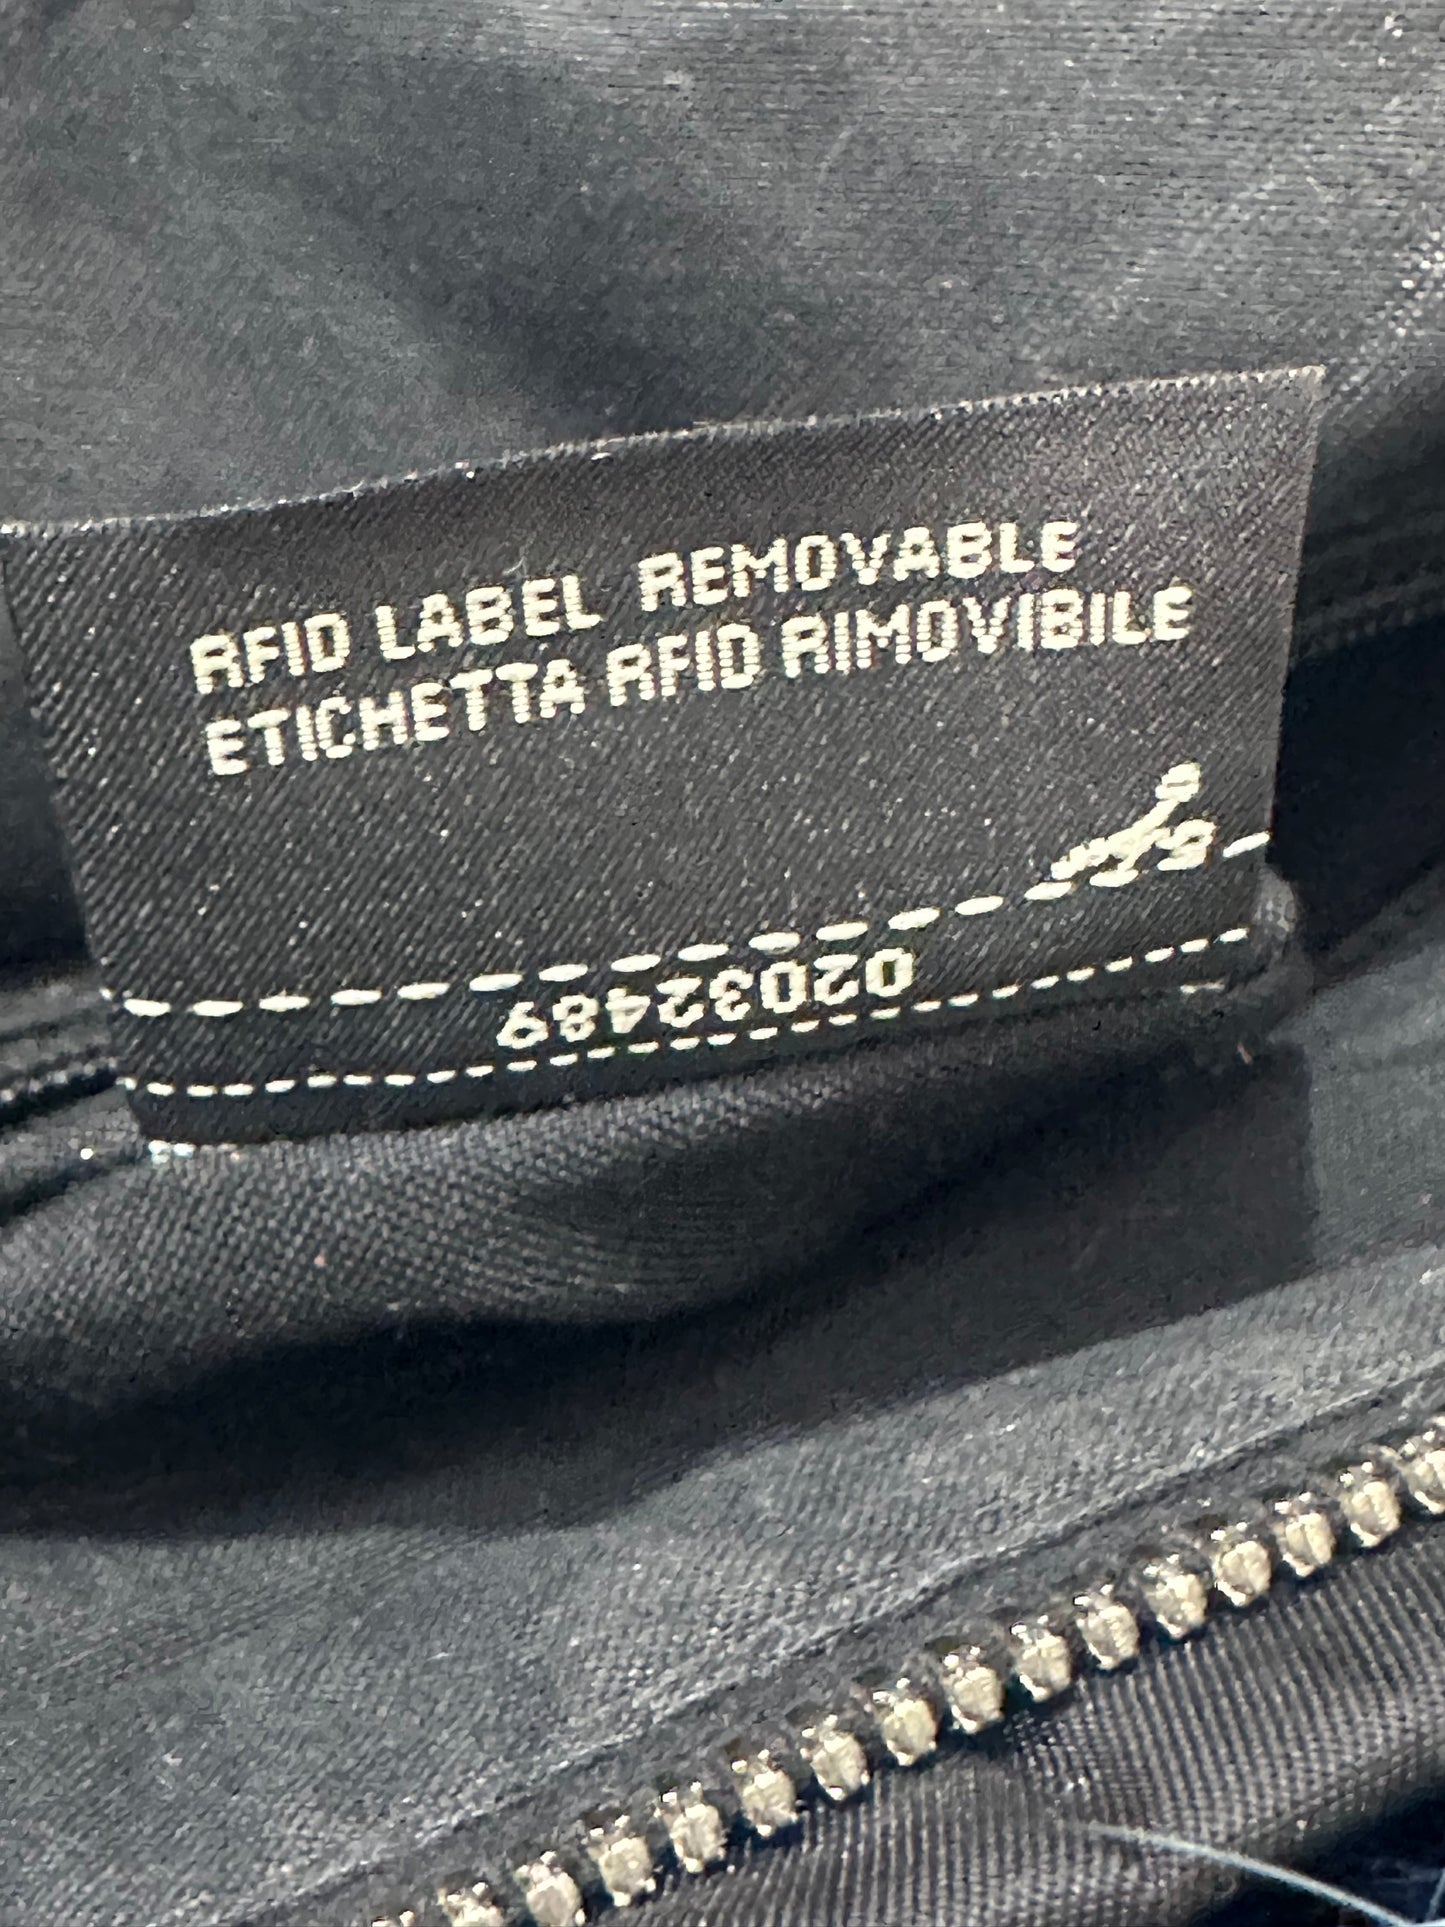 RFID LABEL REMOVABLE
ETICHETTA RFID RIMOVIBILE
02032489